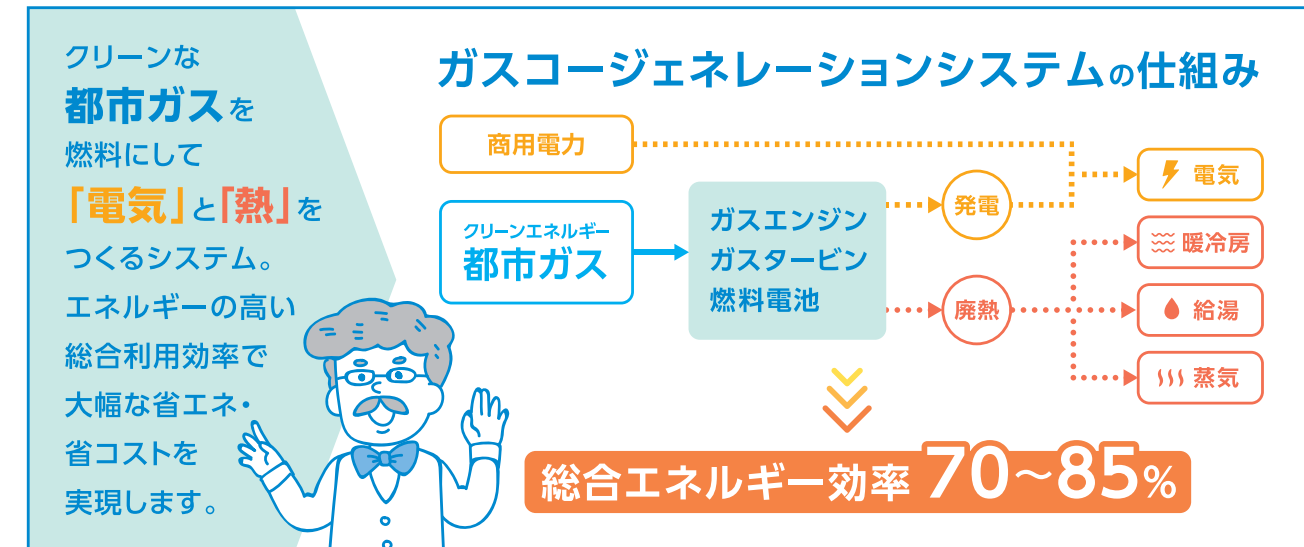 クリーンな
都市ガスを
燃料にして
「電気」と「熱」を
つくるシステム。
エネルギーの高い
総合利用効率で
大幅な省エネ・
省コストを
実現します。
ガスコージェネレーションシステムの仕組み
商用電力
クリーンエネルギー
都市ガス
ガスエンジン
ガスタービン
燃料電池
発電
廃熱
電気
暖冷房
給湯
蒸気
総合エネルギー効率 70〜85%